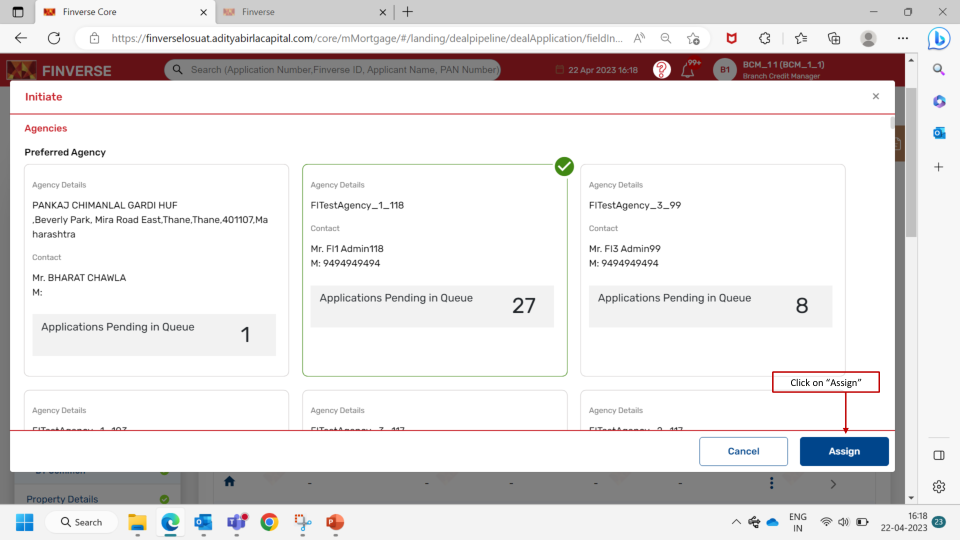 Finverse Core
Finverse
https://finverselosuat.adityabirlacapital.com/core/mMortgage/#/landing/dealpipeline/dealApplication/fieldIn...
FINVERSE
Search (Application Number,Finverse ID, Applicant Name, PAN Number)
22 Apr 2023 16:18
99+
B1
BCM_1 1 (BCM_1_1)
Branch Credit Manager
Initiate
Agencies
Preferred Agency
Agency Details
PANKAJ CHIMANLAL GARDI HUF
,Beverly Park, Mira Road East,Thane,Thane,401107,Ma
harashtra
Contact
Mr. BHARAT CHAWLA
M:
Applications Pending in Queue
1
Agency Details
FITestAgency_1_118
Contact
Mr. FI1 Admin118
M: 9494949494
Applications Pending in Queue
27
Agency Details
FITestAgency_3_99
Contact
Mr. FI3 Admin99
M: 9494949494
Applications Pending in Queue
8
Click on “Assign”
Agency Details
Agency Details
Agency Details
Cancel
Assign
Property Details
- - - - -
Search
ENG
IN
16:18
22-04-2023
23